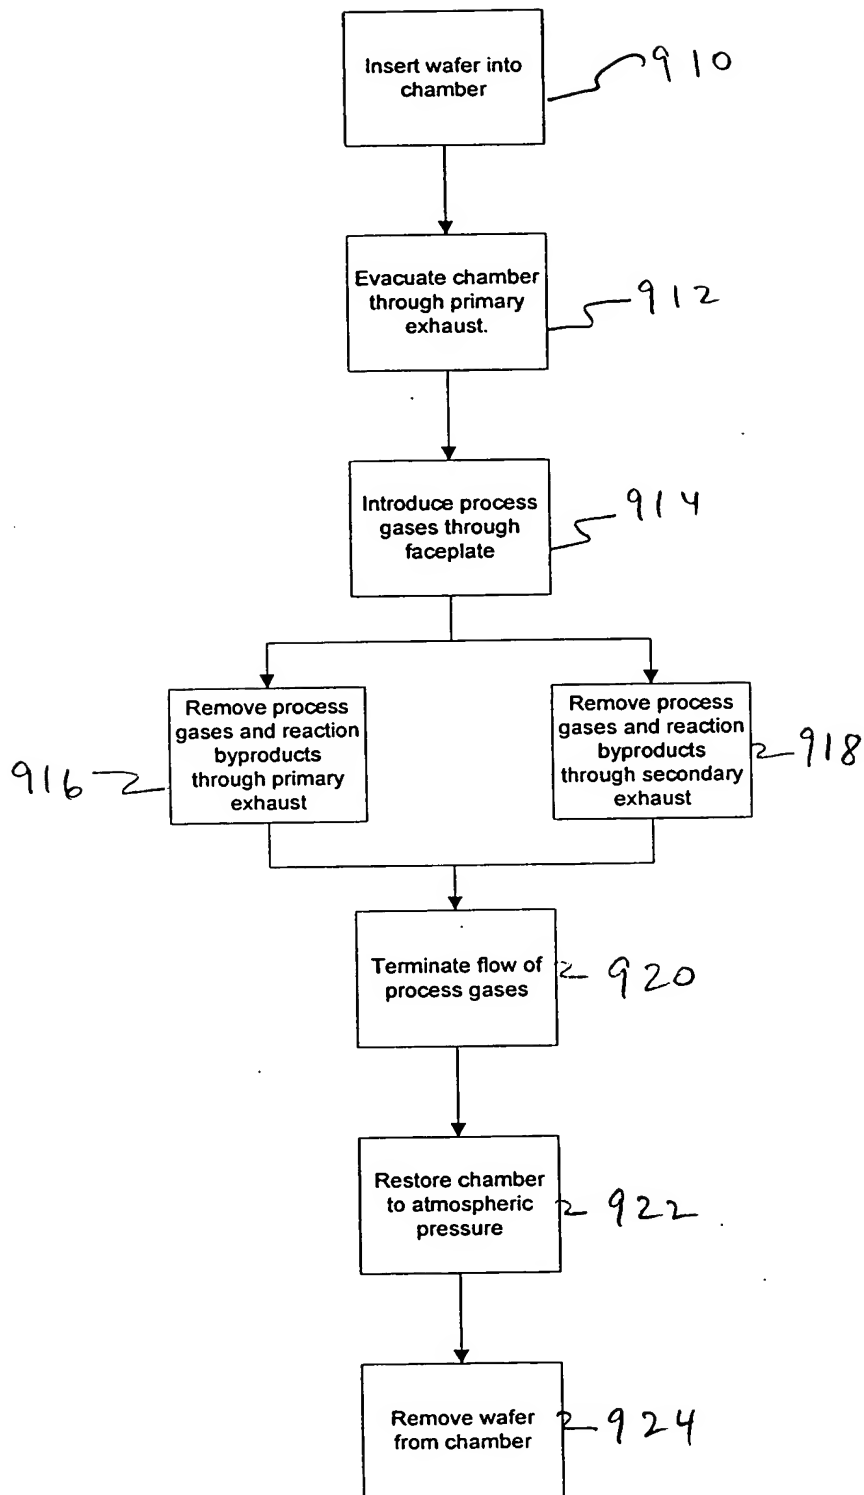 Insert wafer into
chamber
910
Evacuate chamber
through primary
exhaust.
912
Introduce process
gases through
faceplate
914
Remove process
gases and reaction
byproducts
through primary
exhaust
916
Remove process
gases and reaction
byproducts
through secondary
exhaust
918
Terminate flow of
process gases
920
Restore chamber
to atmospheric
pressure
922
Remove wafer
from chamber
924